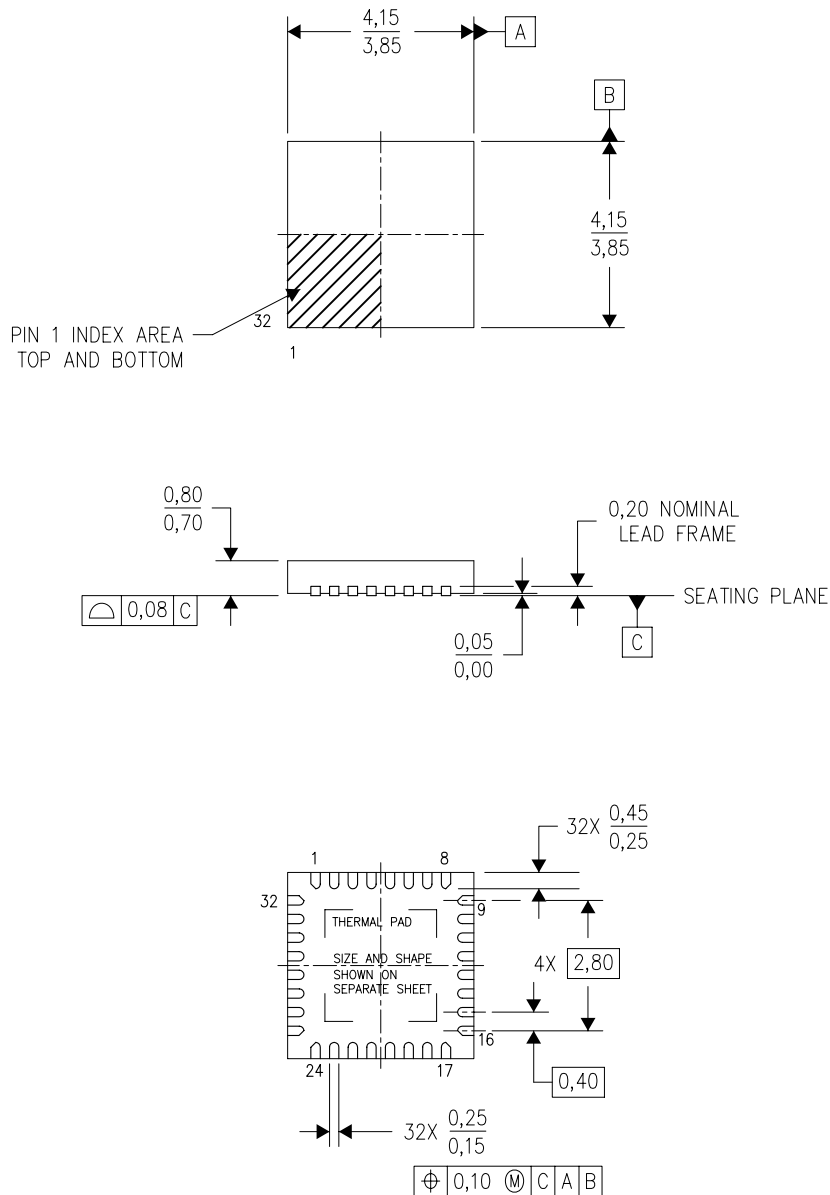 4,15
3,85
A
B
4,15
3,85
32
PIN 1 INDEX AREA
TOP AND BOTTOM
1
0,80
0,70
0,20 NOMINAL
LEAD FRAME
0,08 C
SEATING PLANE
0,05
0,00
C
32X 0,45
0,25
1
8
32
9
THERMAL PAD
SIZE AND SHAPE
SHOWN ON
SEPARATE SHEET
4X 2,80
16
24
17
0,40
32X 0,25
0,15
⌖ 0,10 Ⓜ C A B